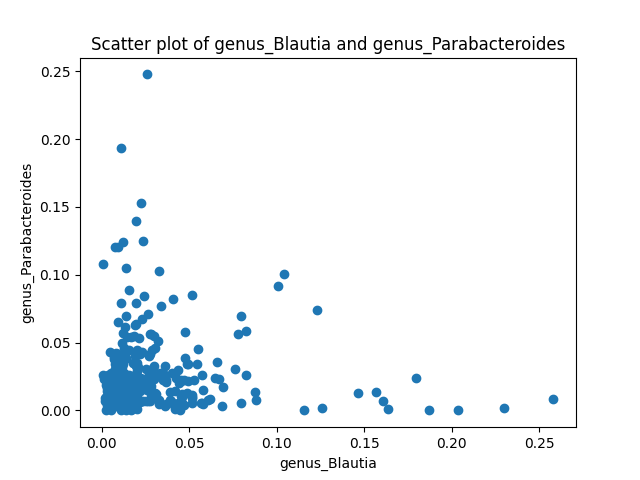 Scatter plot of genus_Blautia and genus_Parabacteroides
0.25
0.20
0.15
0.10
0.05
0.00
genus_Parabacteroides
0.00 0.05 0.10 0.15 0.20 0.25
genus_Blautia